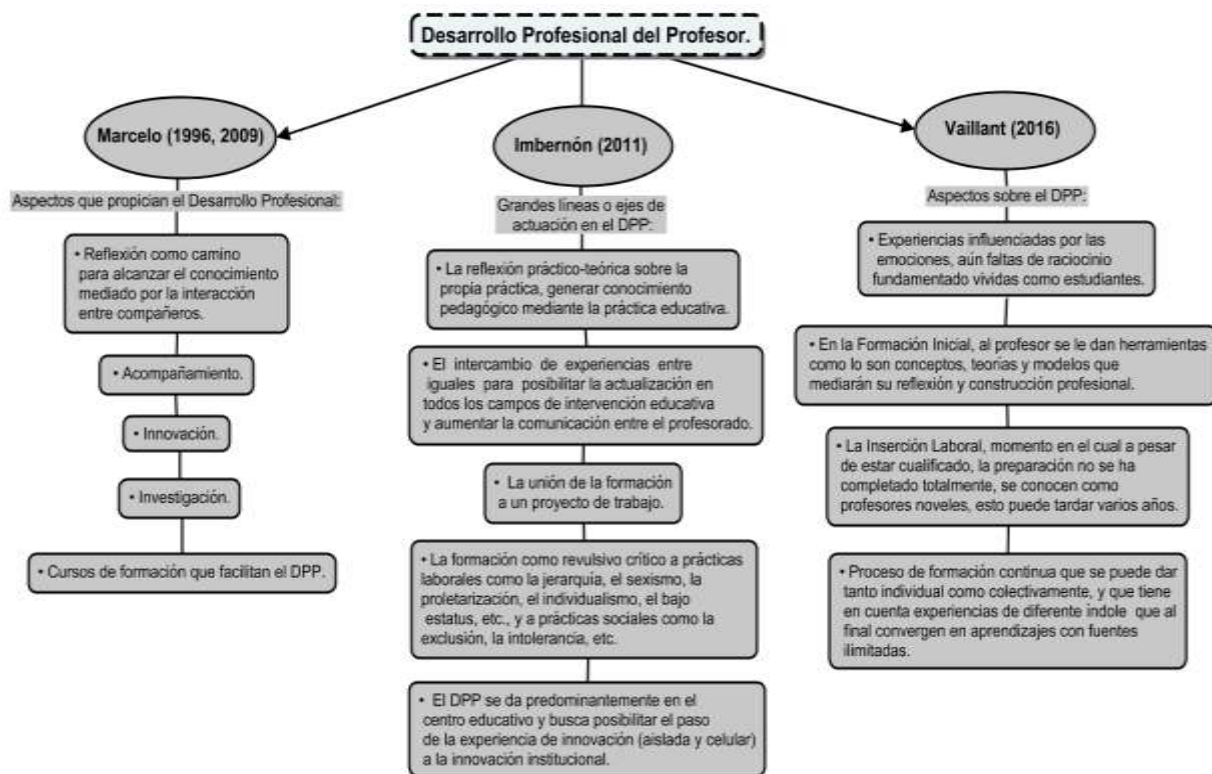 Desarrollo Profesional del Profesor.
Marcelo (1996, 2009)
Aspectos que propician el Desarrollo Profesional:
• Reflexión como camino
para alcanzar el conocimiento
mediado por la interacción
entre compañeros.
• Acompañamiento.
• Innovación.
• Investigación.
• Cursos de formación que facilitan el DPP.
Imbernón (2011)
Grandes líneas o ejes de
actuación en el DPP:
• La reflexión práctico-teórica sobre la
propia práctica, generar conocimiento
pedagógico mediante la práctica educativa.
• El intercambio de experiencias entre
iguales para posibilitar la actualización en
todos los campos de intervención educativa
y aumentar la comunicación entre el profesorado.
• La unión de la formación
a un proyecto de trabajo.
• La formación como revulsivo crítico a prácticas
laborales como la jerarquía, el sexismo, la
proletarización, el individualismo, el bajo
estatus, etc., y a prácticas sociales como la
exclusión, la intolerancia, etc.
• El DPP se da predominantemente en el
centro educativo y busca posibilitar el paso
de la experiencia de innovación (aislada y celular)
a la innovación institucional.
Vaillant (2016)
Aspectos sobre el DPP:
• Experiencias influenciadas por las
emociones, aún faltas de raciocinio
fundamentado vividas como estudiantes.
• En la Formación Inicial, al profesor se le dan herramientas
como lo son conceptos, teorías y modelos que
mediarán su reflexión y construcción profesional.
• La Inserción Laboral, momento en el cual a pesar
de estar cualificado, la preparación no se ha
completado totalmente, se conocen como
profesores noveles, esto puede tardar varios años.
• Proceso de formación continua que se puede dar
tanto individual como colectivamente, y que tiene
en cuenta experiencias de diferente índole que al
final convergen en aprendizajes con fuentes
ilimitadas.